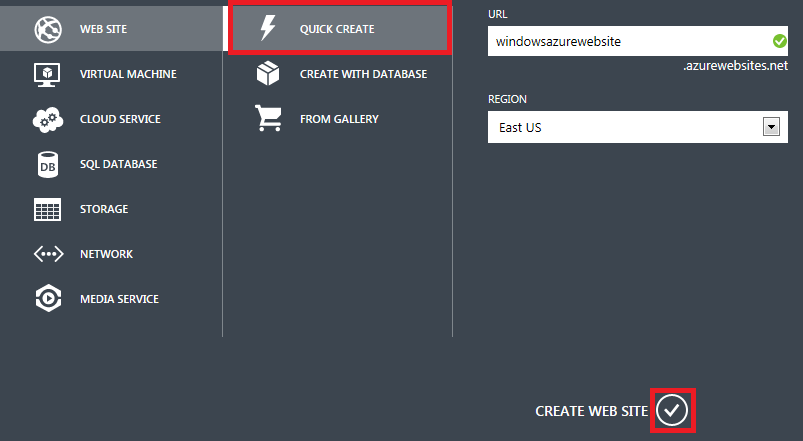 WEB SITE
VIRTUAL MACHINE
CLOUD SERVICE
DB
SQL DATABASE
STORAGE
NETWORK
MEDIA SERVICE
QUICK CREATE
CREATE WITH DATABASE
FROM GALLERY
URL
windowsazurewebsite
.azurewebsites.net
REGION
East US
CREATE WEB SITE